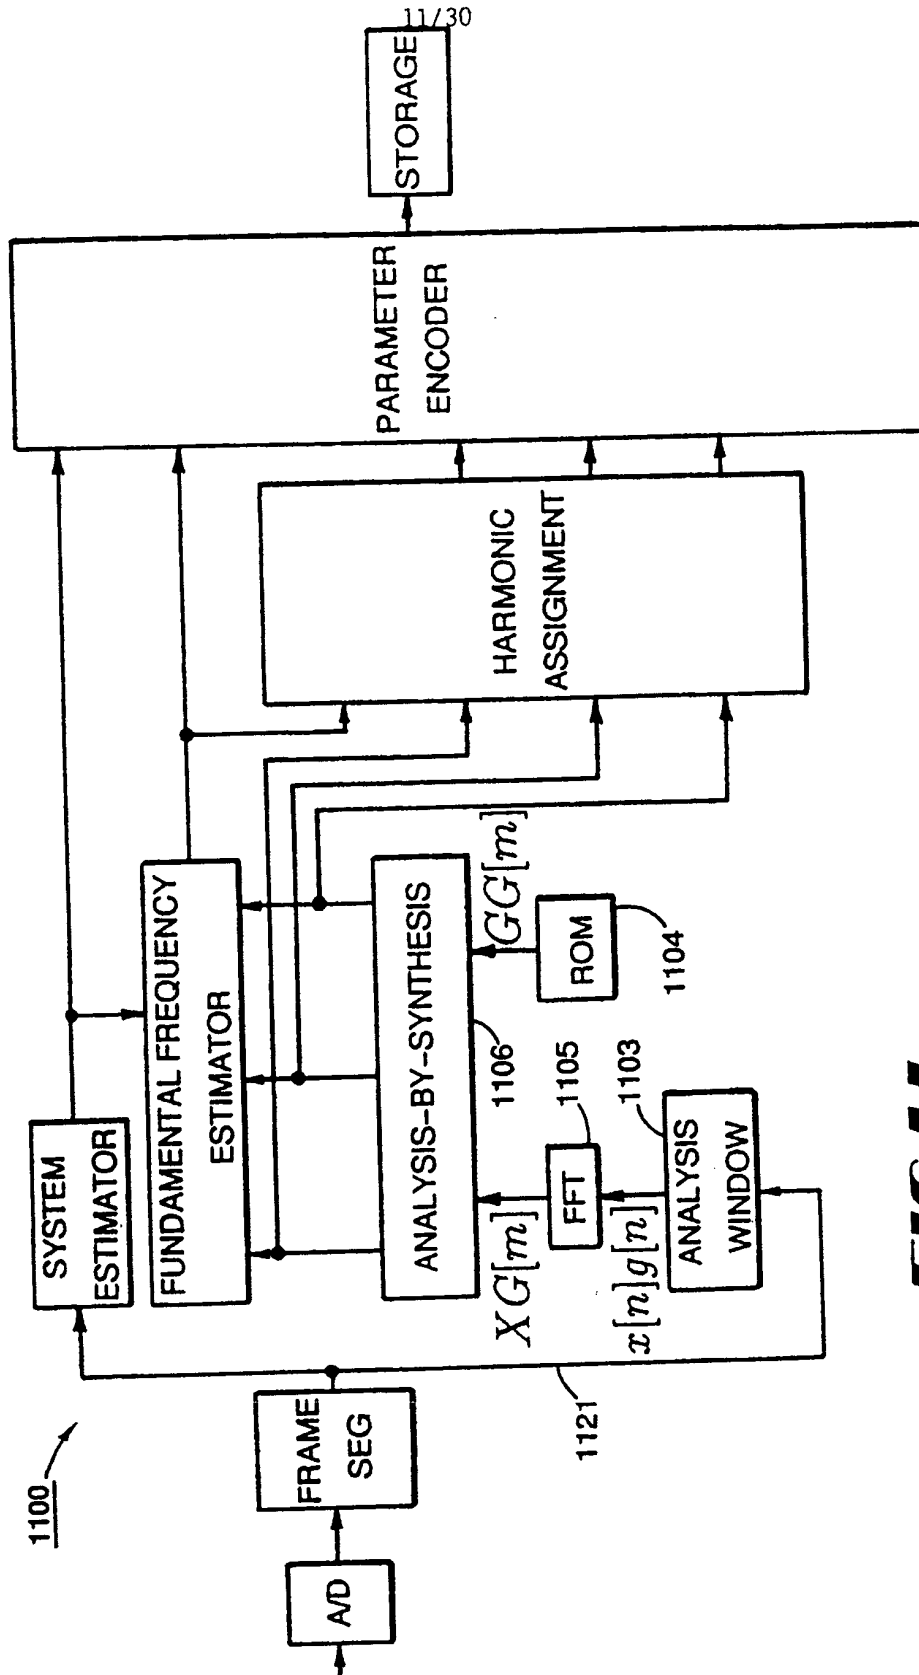 11/30
1100
A/D
FRAME
SEG
1121
SYSTEM
ESTIMATOR
FUNDAMENTAL FREQUENCY
ESTIMATOR
ANALYSIS-BY-SYNTHESIS
1106
XG[m]
GG[m]
FFT
1105
ROM
1104
x[n]g[n]
ANALYSIS
WINDOW
1103
HARMONIC
ASSIGNMENT
PARAMETER
ENCODER
STORAGE